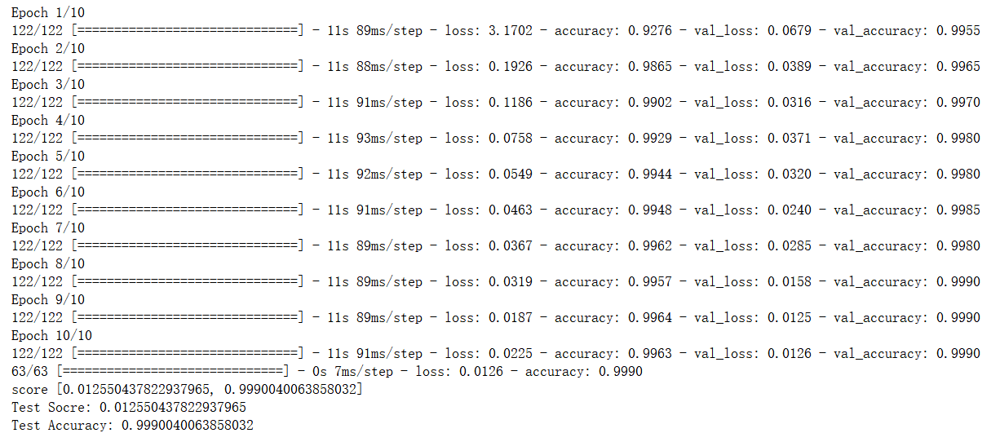 Epoch 1/10
122/122 [==============================] - 11s 89ms/step - loss: 3.1702 - accuracy: 0.9276 - val_loss: 0.0679 - val_accuracy: 0.9955
Epoch 2/10
122/122 [==============================] - 11s 88ms/step - loss: 0.1926 - accuracy: 0.9865 - val_loss: 0.0389 - val_accuracy: 0.9965
Epoch 3/10
122/122 [==============================] - 11s 91ms/step - loss: 0.1186 - accuracy: 0.9902 - val_loss: 0.0316 - val_accuracy: 0.9970
Epoch 4/10
122/122 [==============================] - 11s 93ms/step - loss: 0.0758 - accuracy: 0.9929 - val_loss: 0.0371 - val_accuracy: 0.9980
Epoch 5/10
122/122 [==============================] - 11s 92ms/step - loss: 0.0549 - accuracy: 0.9944 - val_loss: 0.0320 - val_accuracy: 0.9980
Epoch 6/10
122/122 [==============================] - 11s 91ms/step - loss: 0.0463 - accuracy: 0.9948 - val_loss: 0.0240 - val_accuracy: 0.9985
Epoch 7/10
122/122 [==============================] - 11s 89ms/step - loss: 0.0367 - accuracy: 0.9962 - val_loss: 0.0285 - val_accuracy: 0.9980
Epoch 8/10
122/122 [==============================] - 11s 89ms/step - loss: 0.0319 - accuracy: 0.9957 - val_loss: 0.0158 - val_accuracy: 0.9990
Epoch 9/10
122/122 [==============================] - 11s 89ms/step - loss: 0.0187 - accuracy: 0.9964 - val_loss: 0.0125 - val_accuracy: 0.9990
Epoch 10/10
122/122 [==============================] - 11s 91ms/step - loss: 0.0225 - accuracy: 0.9963 - val_loss: 0.0126 - val_accuracy: 0.9990
63/63 [==============================] - 0s 7ms/step - loss: 0.0126 - accuracy: 0.9990
score [0.012550437822937965, 0.9990040063858032]
Test Socre: 0.012550437822937965
Test Accuracy: 0.9990040063858032